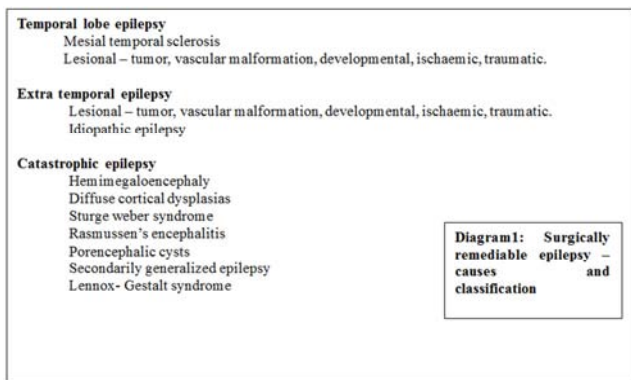 Temporal lobe epilepsy
Mesial temporal sclerosis
Lesional – tumor, vascular malformation, developmental, ischaemic, traumatic.
Extra temporal epilepsy
Lesional – tumor, vascular malformation, developmental, ischaemic, traumatic.
Idiopathic epilepsy
Catastrophic epilepsy
Hemimegaloencephaly
Diffuse cortical dysplasias
Sturge weber syndrome
Rasmussen's encephalitis
Porencephalic cysts
Secondarily generalized epilepsy
Lennox- Gestalt syndrome
Diagram1: Surgically
remediable epilepsy –
causes and
classification